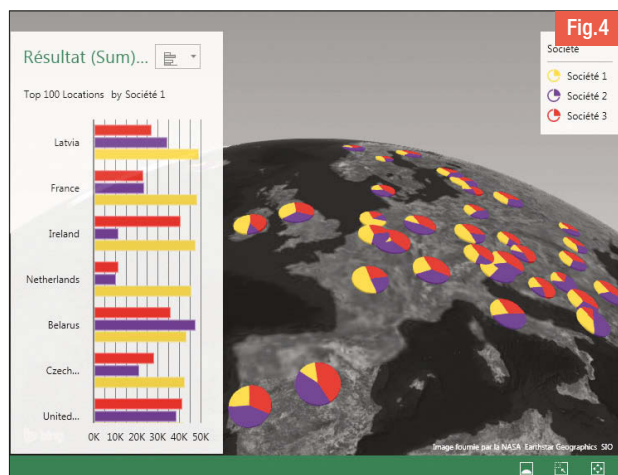 Fig.4
Résultat (Sum)...
Top 100 Locations by Société 1
Latvia
France
Ireland
Netherlands
Belarus
Czech...
United...
0K 10K 20K 30K 40K 50K
Société
Société 1
Société 2
Société 3
Image fournie par la NASA Earthstar Geographics SIO